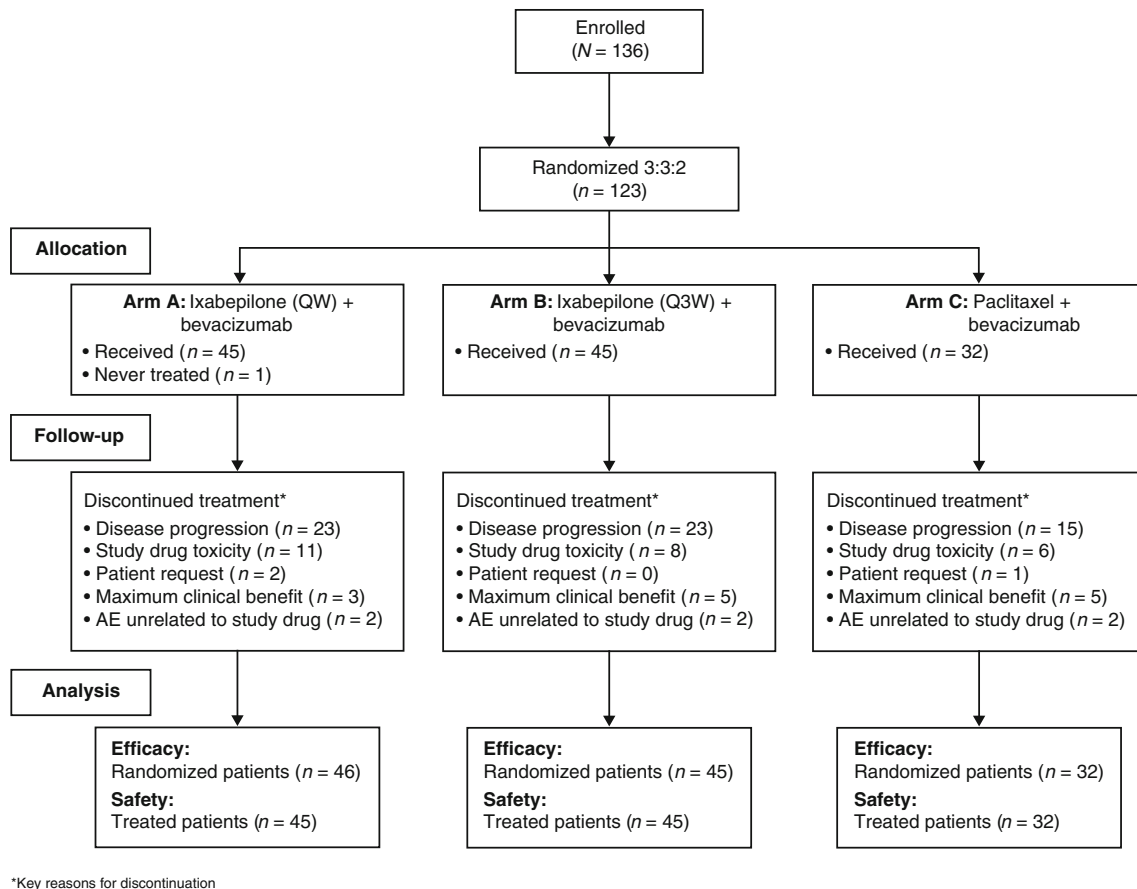 Enrolled
(N = 136)
Randomized 3:3:2
(n = 123)
Allocation
Arm A: Ixabepilone (QW) +
bevacizumab
• Received (n = 45)
• Never treated (n = 1)
Arm B: Ixabepilone (Q3W) +
bevacizumab
• Received (n = 45)
Arm C: Paclitaxel +
bevacizumab
• Received (n = 32)
Follow-up
Discontinued treatment*
• Disease progression (n = 23)
• Study drug toxicity (n = 11)
• Patient request (n = 2)
• Maximum clinical benefit (n = 3)
• AE unrelated to study drug (n = 2)
Discontinued treatment*
• Disease progression (n = 23)
• Study drug toxicity (n = 8)
• Patient request (n = 0)
• Maximum clinical benefit (n = 5)
• AE unrelated to study drug (n = 2)
Discontinued treatment*
• Disease progression (n = 15)
• Study drug toxicity (n = 6)
• Patient request (n = 1)
• Maximum clinical benefit (n = 5)
• AE unrelated to study drug (n = 2)
Analysis
Efficacy:
Randomized patients (n = 46)
Safety:
Treated patients (n = 45)
Efficacy:
Randomized patients (n = 45)
Safety:
Treated patients (n = 45)
Efficacy:
Randomized patients (n = 32)
Safety:
Treated patients (n = 32)
*Key reasons for discontinuation